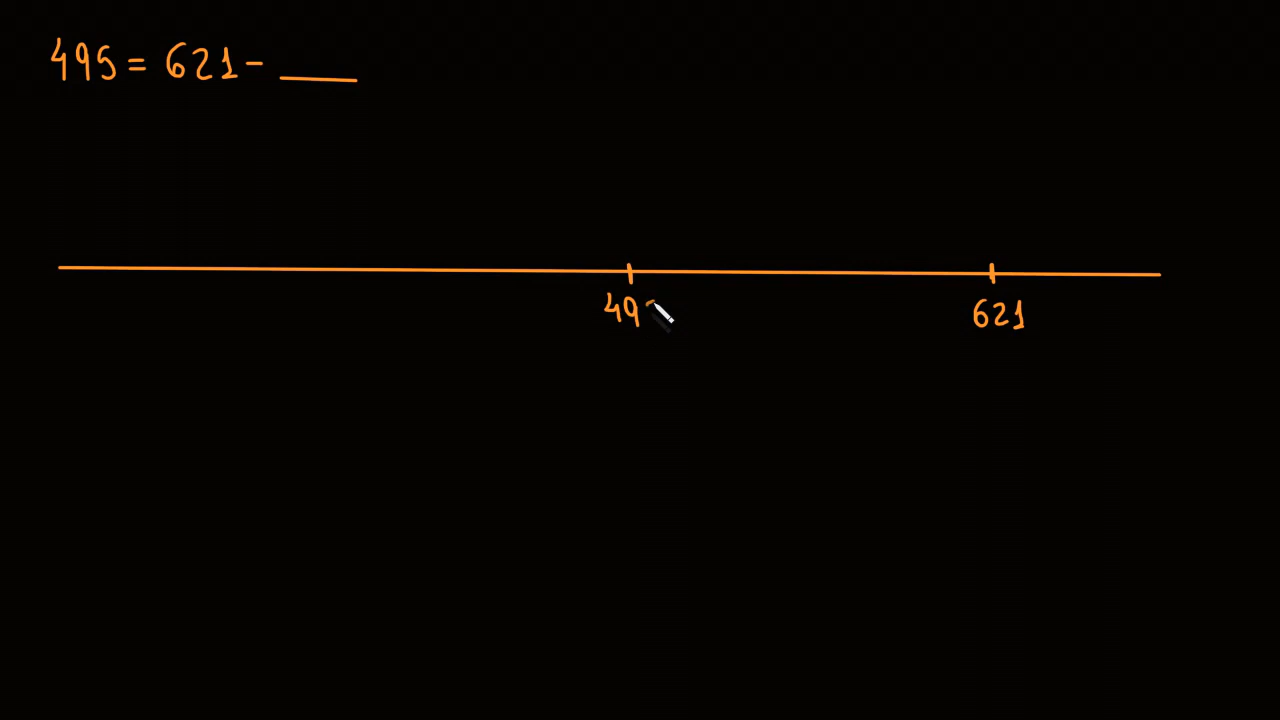 495 = 621 - ____
49 621